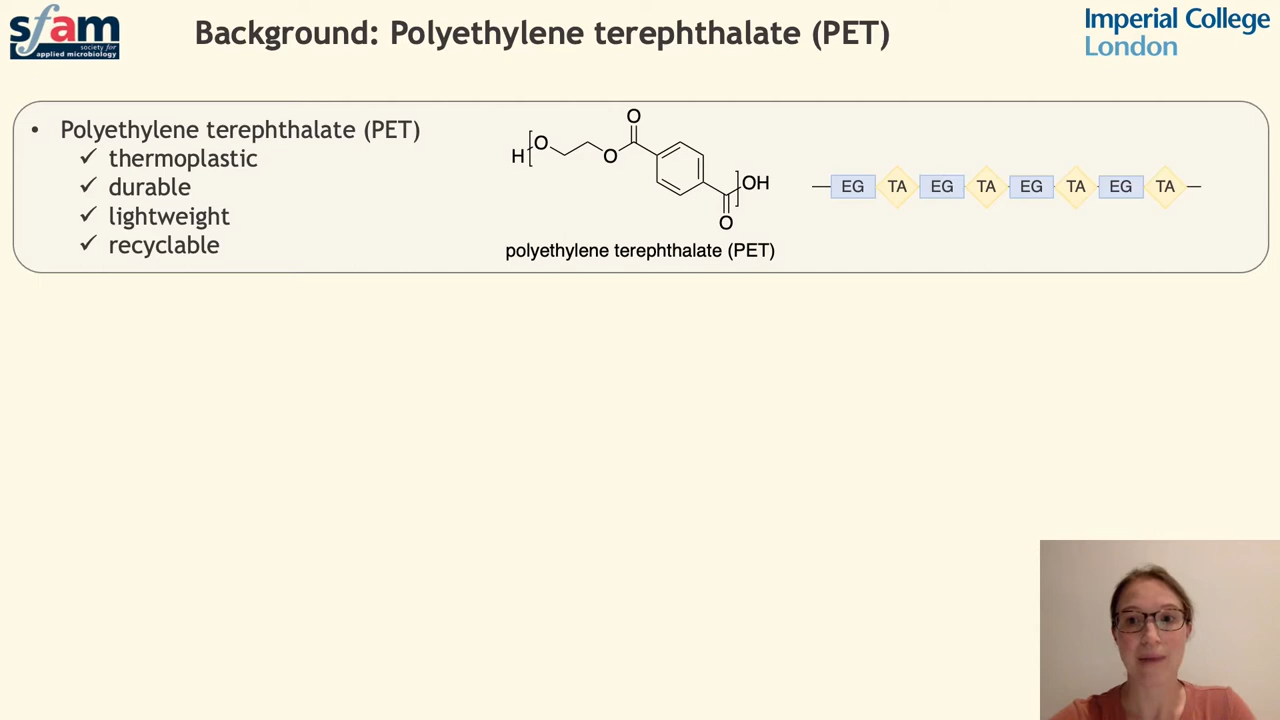 sfam
society for
applied microbiology
Background: Polyethylene terephthalate (PET)
Imperial College
London
• Polyethylene terephthalate (PET)
✓ thermoplastic
✓ durable
✓ lightweight
✓ recyclable
H O O O O OH
polyethylene terephthalate (PET)
EG TA EG TA EG TA EG TA